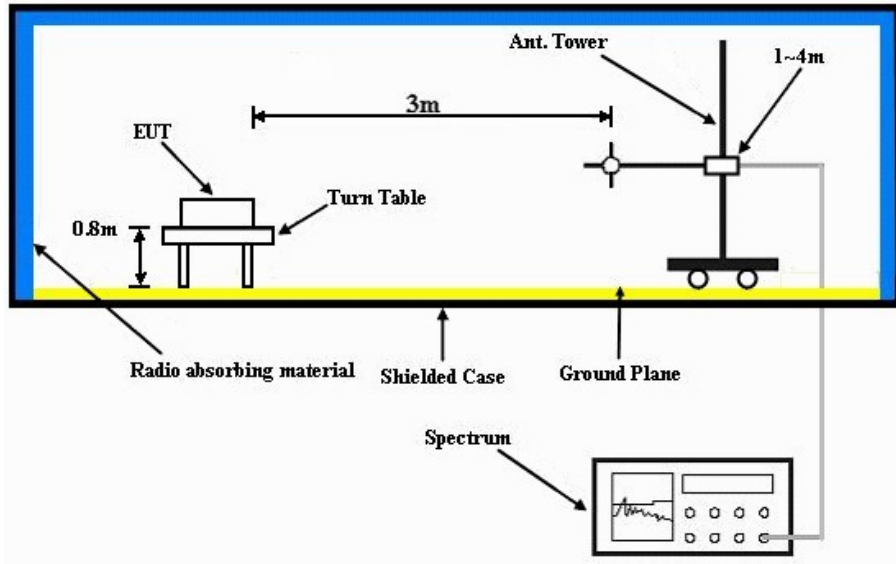 Ant. Tower
1~4m
3m
EUT
Turn Table
0.8m
Radio absorbing material
Shielded Case
Ground Plane
Spectrum